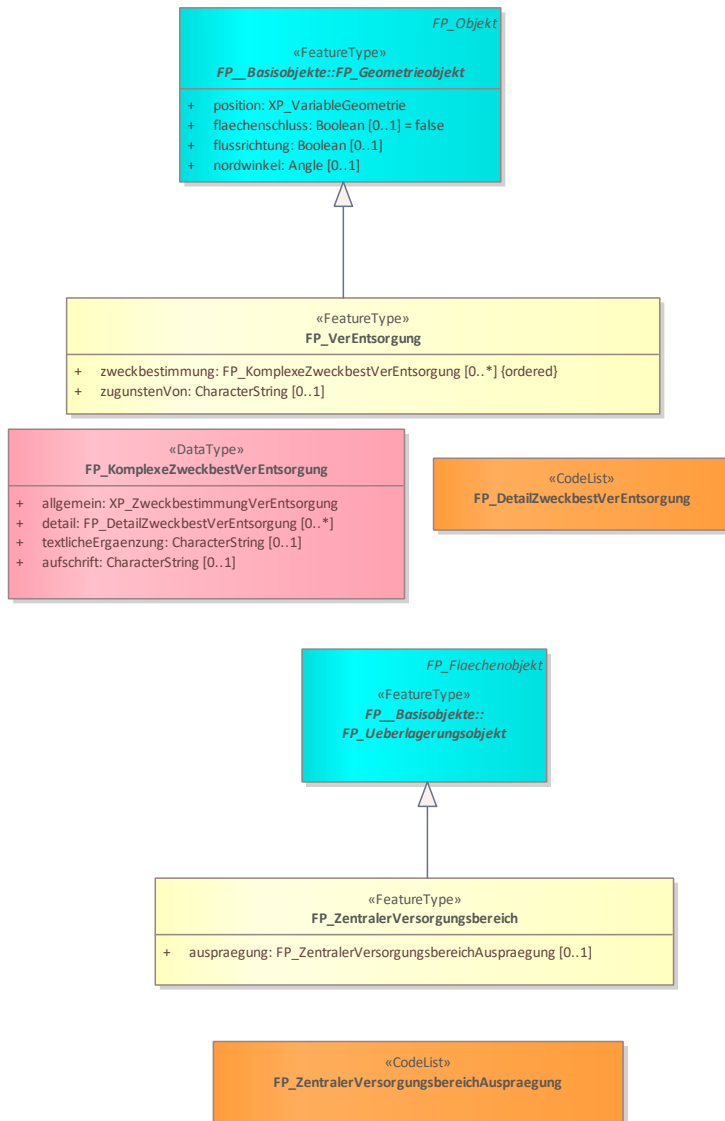 FP_Objekt
«FeatureType»
FP__Basisobjekte::FP_Geometrieobjekt
+ position: XP_VariableGeometrie
+ flaechenschluss: Boolean [0..1] = false
+ flussrichtung: Boolean [0..1]
+ nordwinkel: Angle [0..1]
«FeatureType»
FP_VerEntsorgung
+ zweckbestimmung: FP_KomplexeZweckbestVerEntsorgung [0..*] {ordered}
+ zugunstenVon: CharacterString [0..1]
«DataType»
FP_KomplexeZweckbestVerEntsorgung
+ allgemein: XP_ZweckbestimmungVerEntsorgung
+ detail: FP_DetailZweckbestVerEntsorgung [0..*]
+ textlicheErgaenzung: CharacterString [0..1]
+ aufschrift: CharacterString [0..1]
«CodeList»
FP_DetailZweckbestVerEntsorgung
FP_Flaechenobjekt
«FeatureType»
FP__Basisobjekte::
FP_Ueberlagerungsobjekt
«FeatureType»
FP_ZentralerVersorgungsbereich
+ auspraegung: FP_ZentralerVersorgungsbereichAuspraegung [0..1]
«CodeList»
FP_ZentralerVersorgungsbereichAuspraegung